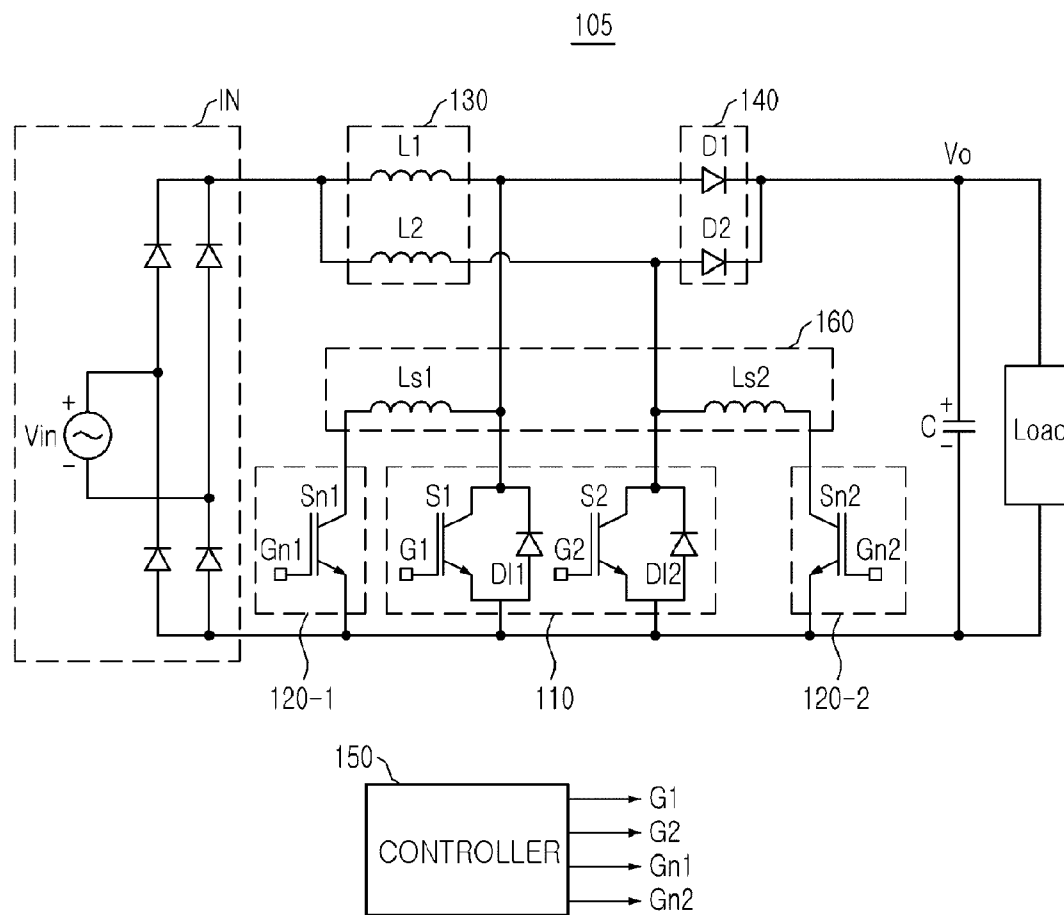 105
IN
130
140
L1
D1
Vo
L2
D2
160
Ls1
Ls2
+
Vin
-
+
C
-
Load
Sn1
S1
S2
Sn2
Gn1
G1
DI1
G2
DI2
Gn2
120-1
110
120-2
150
CONTROLLER
G1
G2
Gn1
Gn2